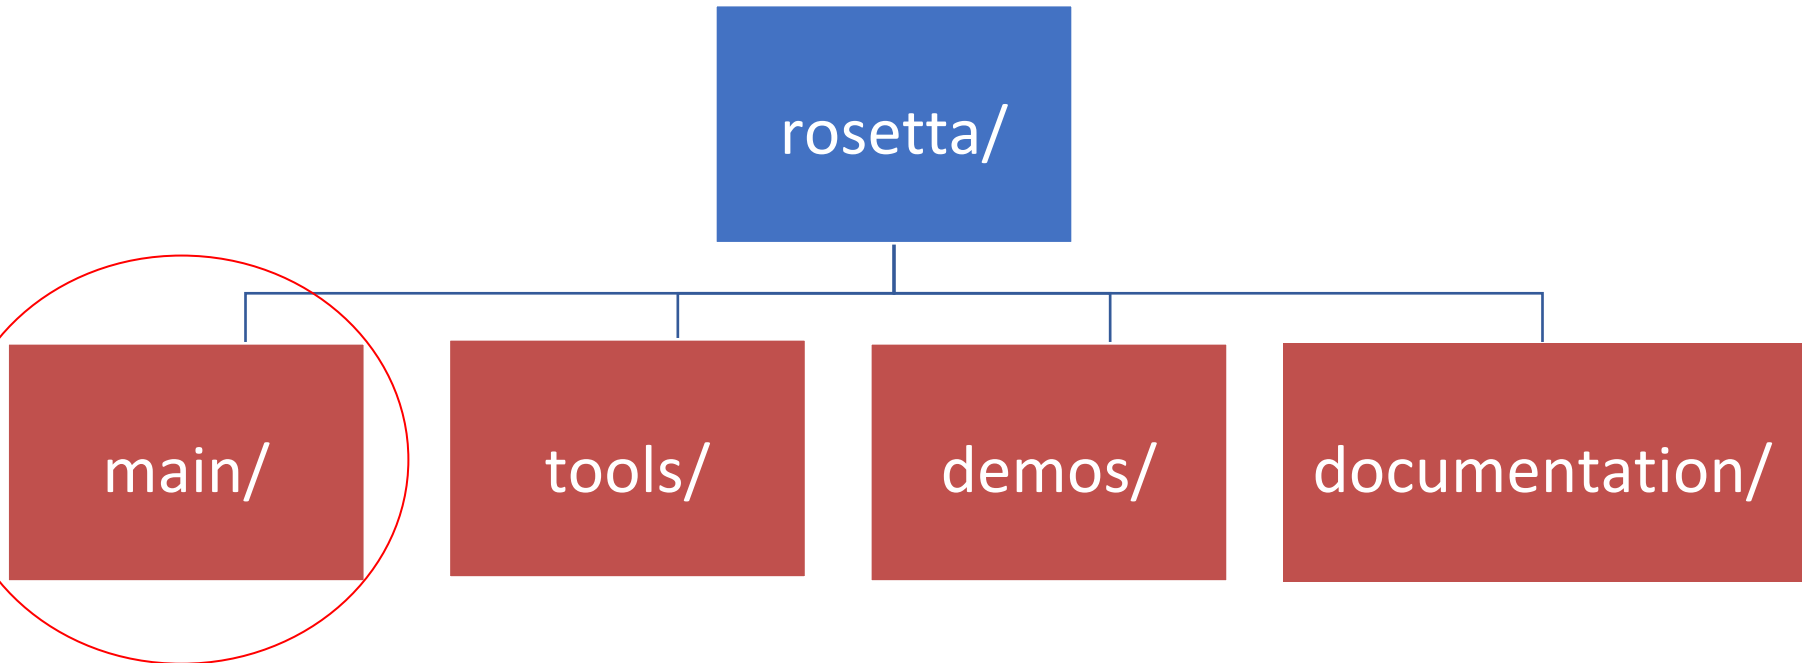 rosetta/
main/
tools/
demos/
documentation/